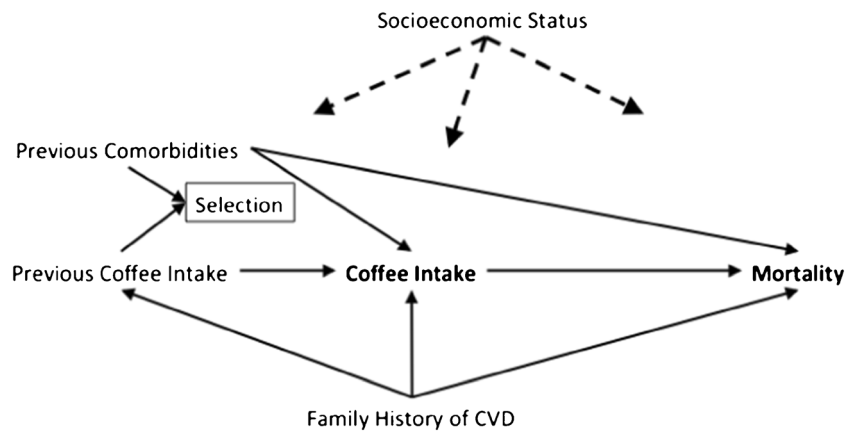 Socioeconomic Status
Previous Comorbidities
Selection
Previous Coffee Intake
Coffee Intake
Mortality
Family History of CVD